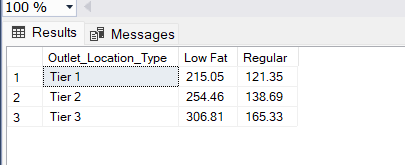 100 %
Results Messages
Outlet_Location_Type Low Fat Regular
1 Tier 1 215.05 121.35
2 Tier 2 254.46 138.69
3 Tier 3 306.81 165.33